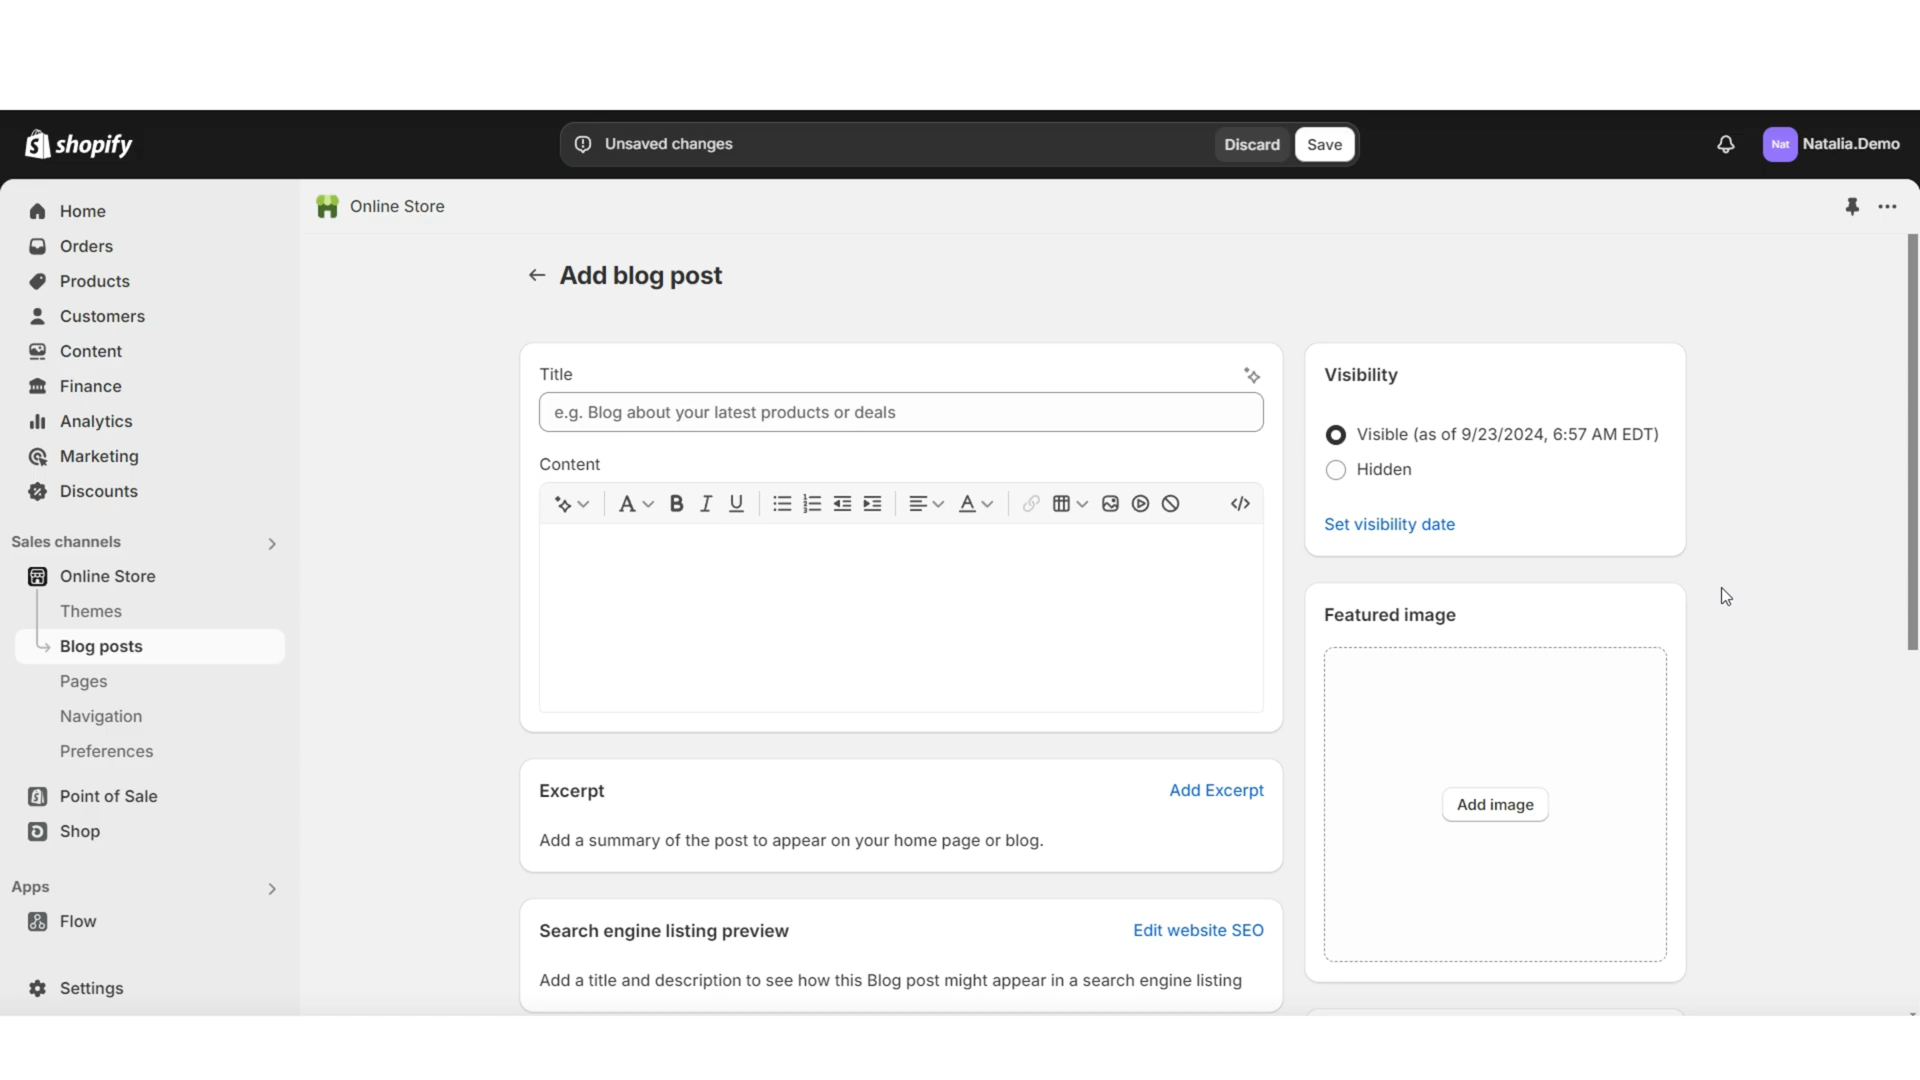 shopify
Unsaved changes
Discard
Save
Nat
Natalia.Demo
Home
Orders
Products
Customers
Content
Finance
Analytics
Marketing
Discounts
Sales channels
Online Store
Themes
Blog posts
Pages
Navigation
Preferences
Point of Sale
Shop
Apps
Flow
Settings
Online Store
Add blog post
Title
e.g. Blog about your latest products or deals
Content
Excerpt
Add Excerpt
Add a summary of the post to appear on your home page or blog.
Search engine listing preview
Edit website SEO
Add a title and description to see how this Blog post might appear in a search engine listing
Visibility
Visible (as of 9/23/2024, 6:57 AM EDT)
Hidden
Set visibility date
Featured image
Add image